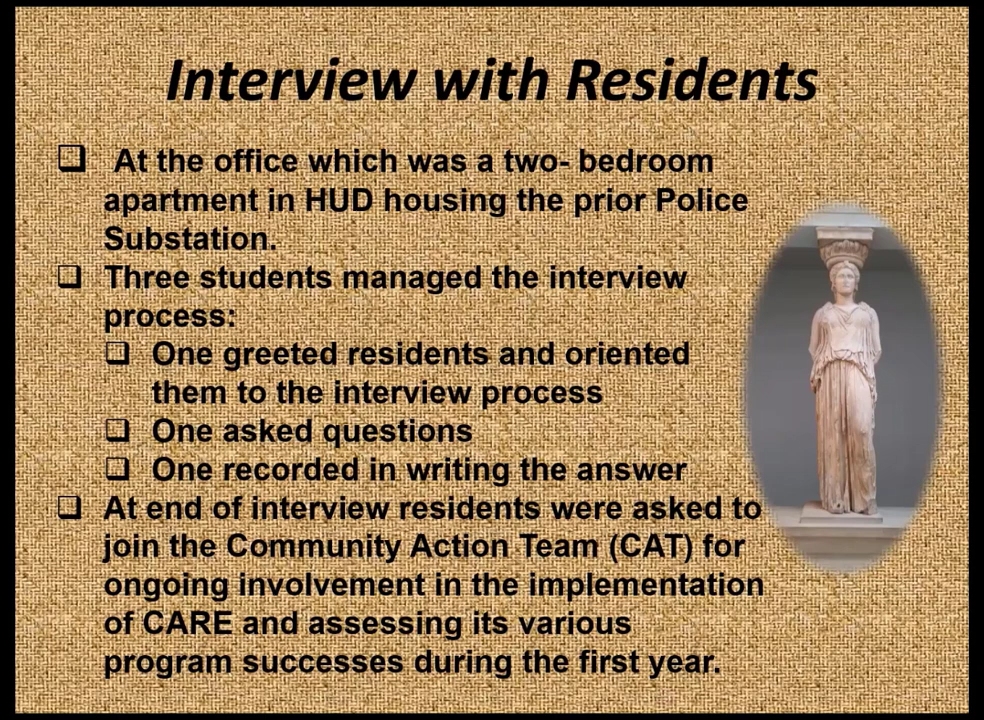 Interview with Residents
At the office which was a two- bedroom
apartment in HUD housing the prior Police
Substation.
Three students managed the interview
process:
One greeted residents and oriented
them to the interview process
One asked questions
One recorded in writing the answer
At end of interview residents were asked to
join the Community Action Team (CAT) for
ongoing involvement in the implementation
of CARE and assessing its various
program successes during the first year.